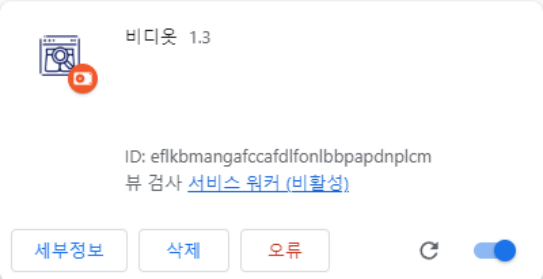 비디옷 1.3
ID: eflkbmangafccafdlfonlbbpapdnplcm
뷰 검사 서비스 워커 (비활성)
세부정보 삭제 오류